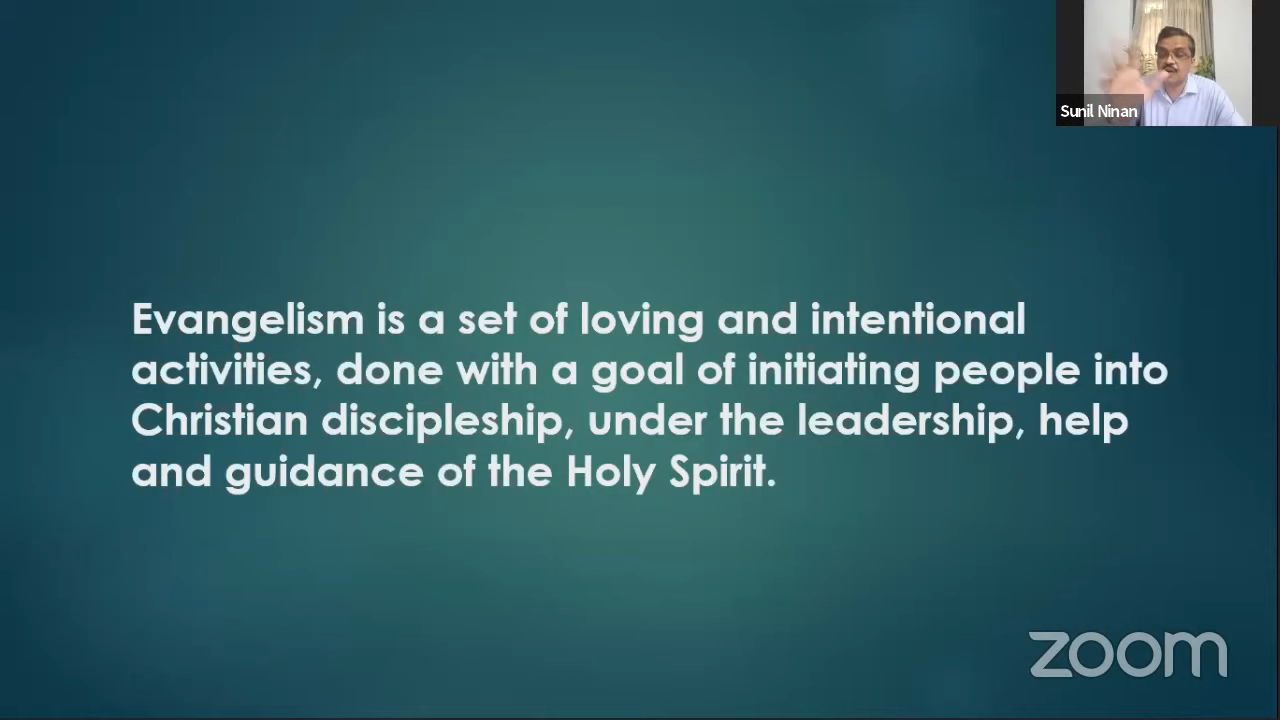 Sunil Ninan
Evangelism is a set of loving and intentional
activities, done with a goal of initiating people into
Christian discipleship, under the leadership, help
and guidance of the Holy Spirit.
zoom